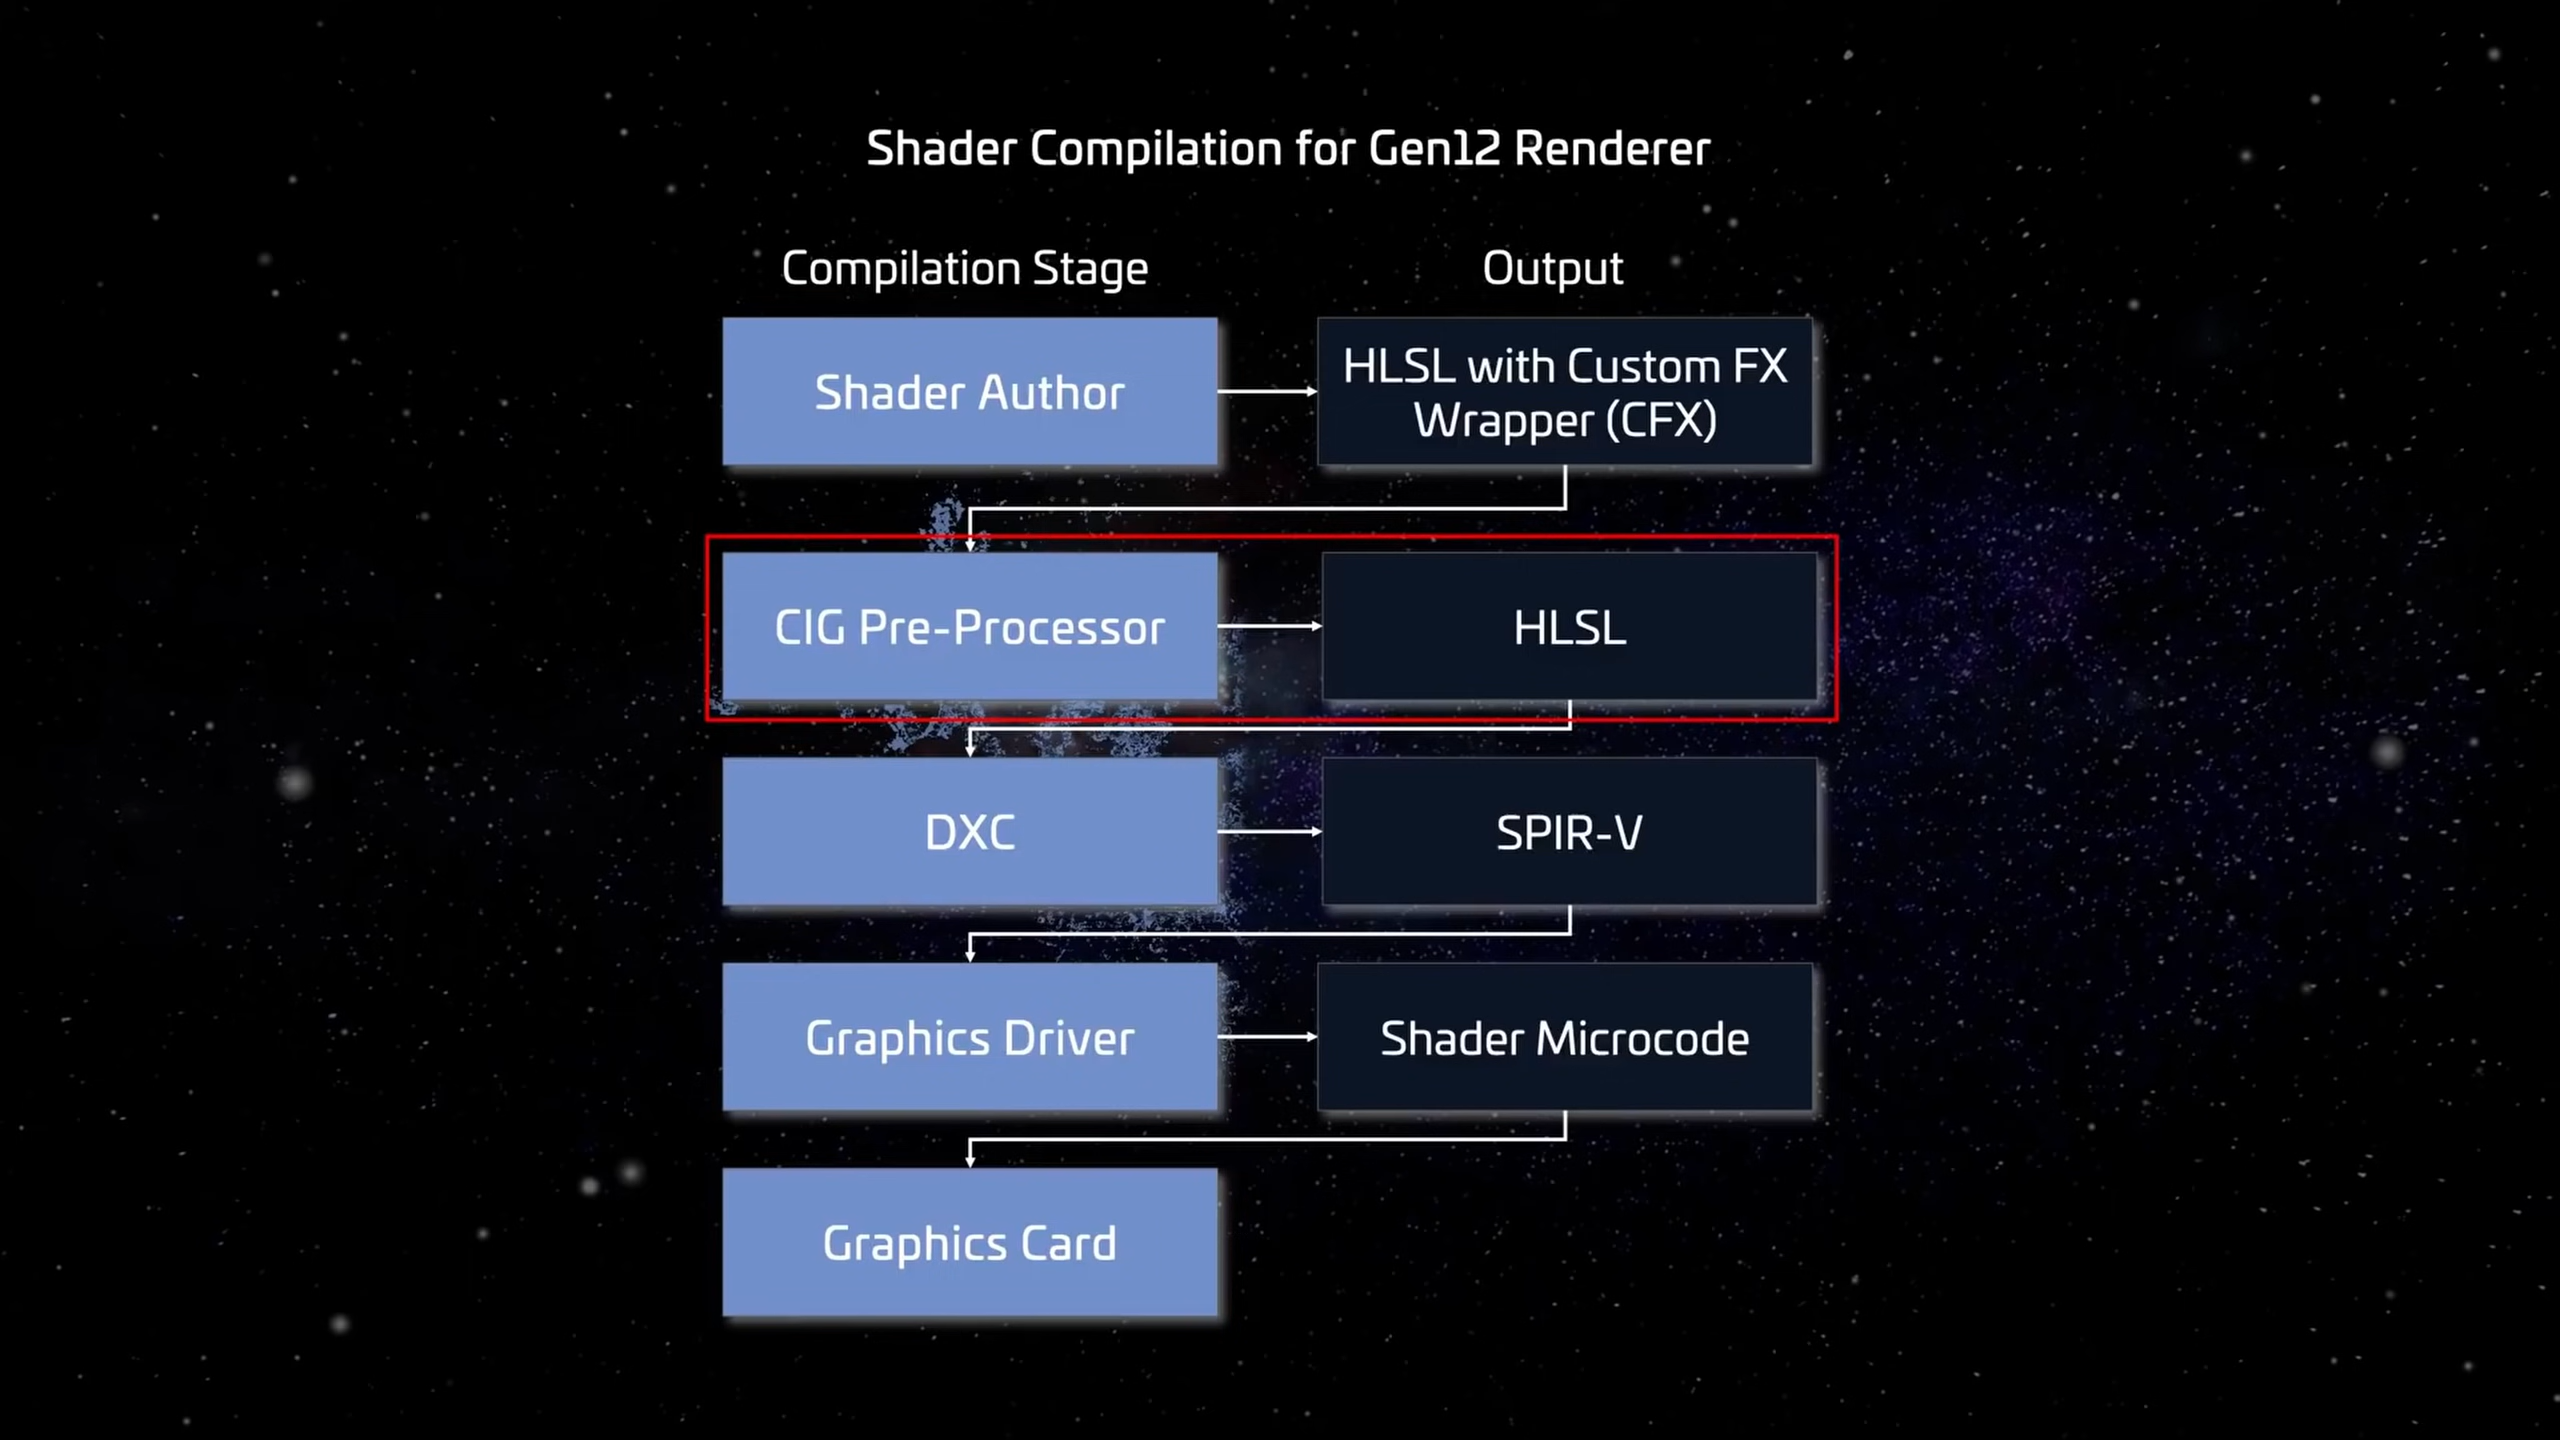 Shader Compilation for Gen12 Renderer
Compilation Stage
Output
Shader Author
HLSL with Custom FX
Wrapper (CFX)
CIG Pre-Processor
HLSL
DXC
SPIR-V
Graphics Driver
Shader Microcode
Graphics Card